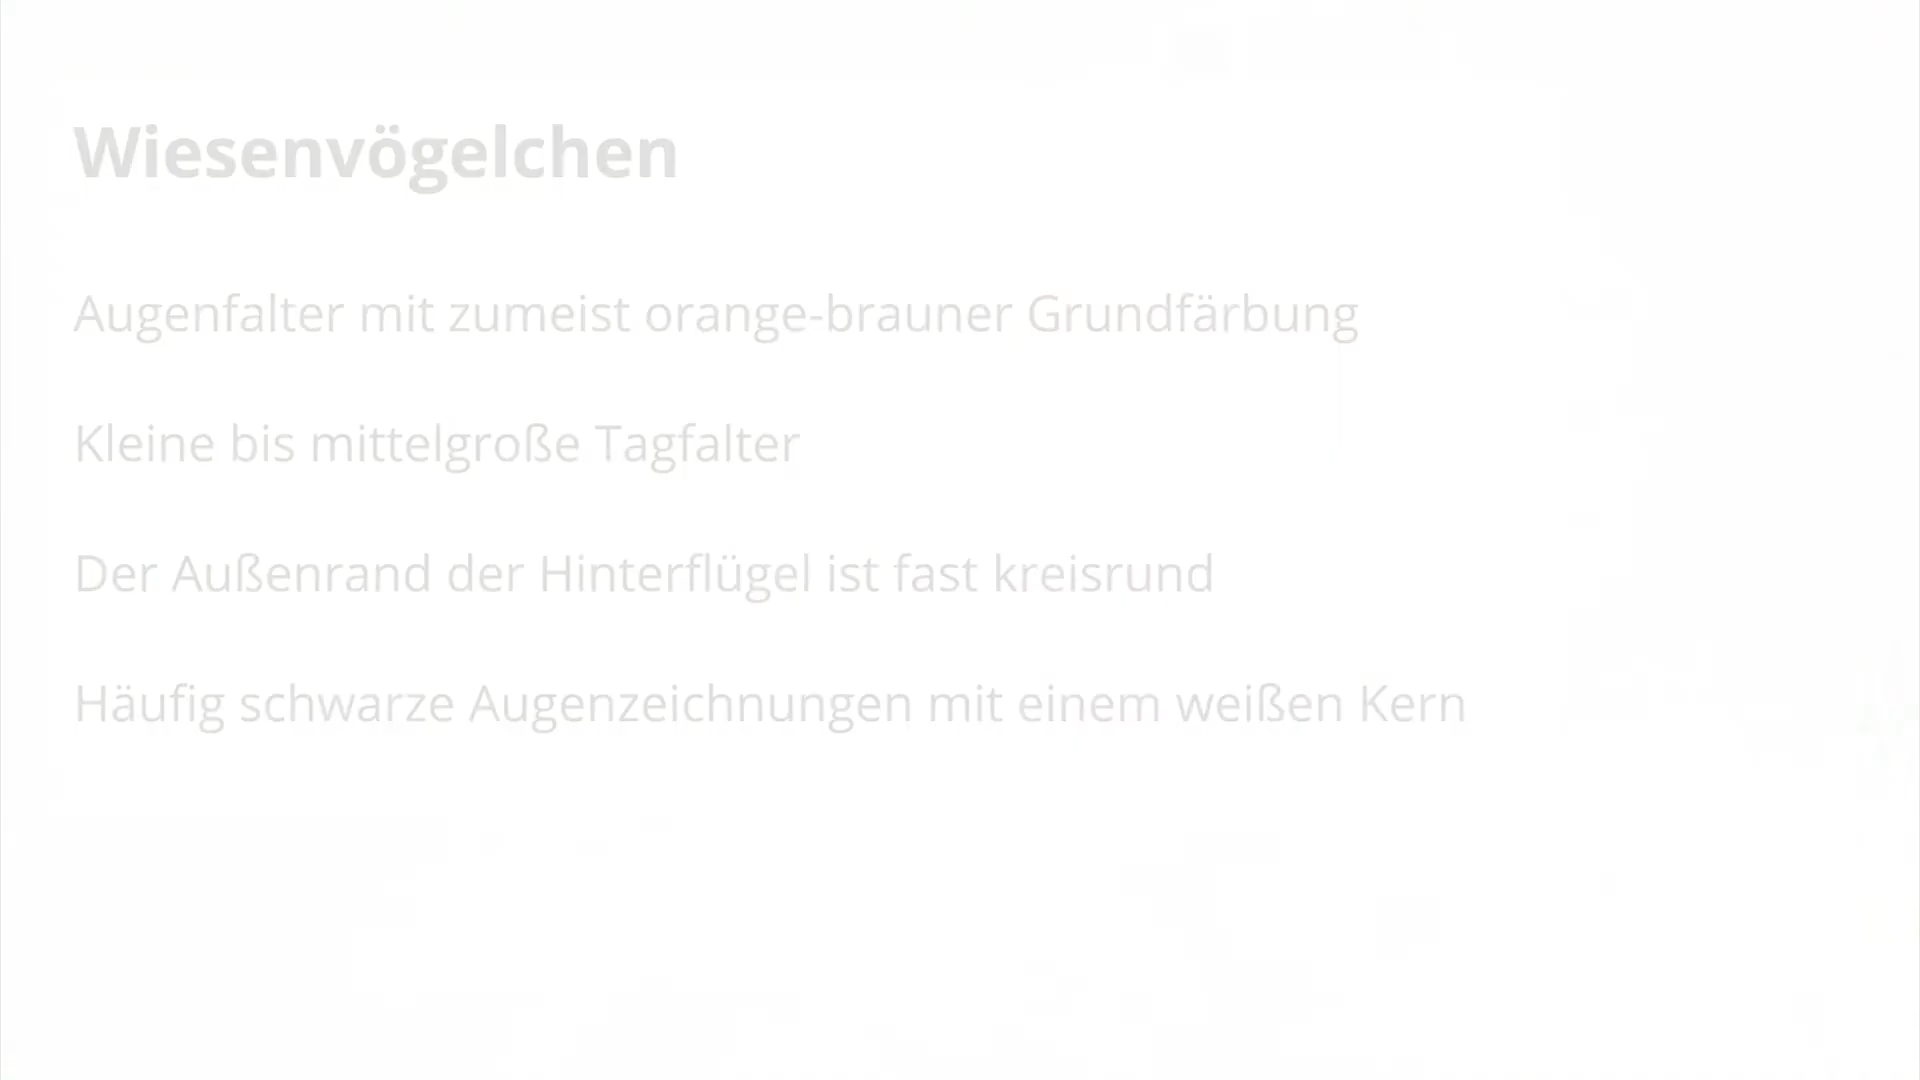 Wiesenvögelchen
Augenfalter mit zumeist orange-brauner Grundfärbung
Kleine bis mittelgroße Tagfalter
Der Außenrand der Hinterflügel ist fast kreisrund
Häufig schwarze Augenzeichnungen mit einem weißen Kern